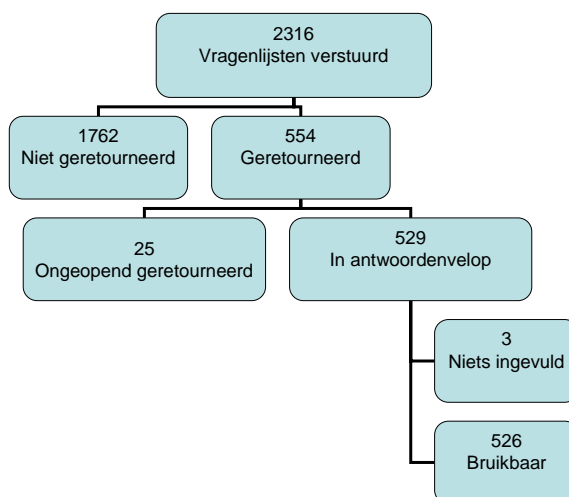 2316
Vragenlijsten verstuurd
1762
Niet geretourneerd
554
Geretourneerd
25
Ongeopend geretourneerd
529
In antwoordenvelop
3
Niets ingevuld
526
Bruikbaar